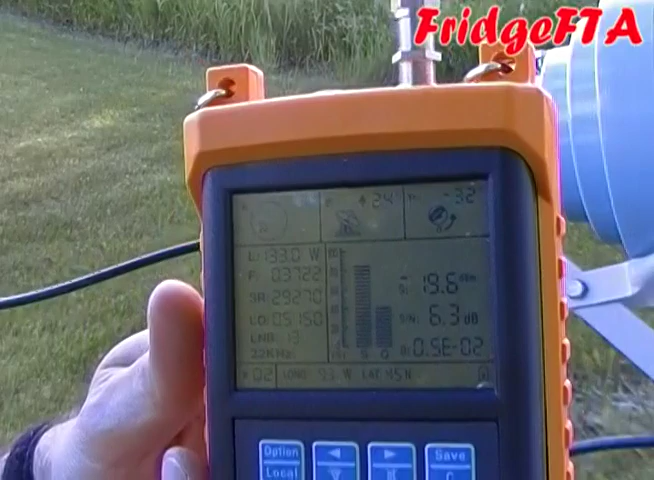 FridgeFTA
-32
L: 133.0 W
F: 03722
SR: 29270
LO: 05150
LNB: 13
22KHz:
S: -19.6 dBm
S/N: 6.3 dB
B: 0.5E-02
S Q
02 LONG: 93 W LAT: 45 N
Option
Local
Save